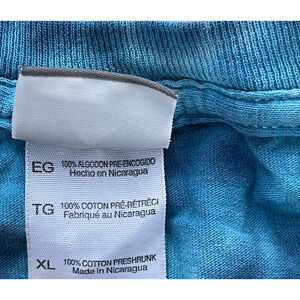 EG 100% ALGODON PRE-ENCOGIDO
Hecho en Nicaragua
TG 100% COTON PRÉ-RÉTRÉCI
Fabriqué au Nicaragua
XL 100% COTTON PRESHRUNK
Made in Nicaragua